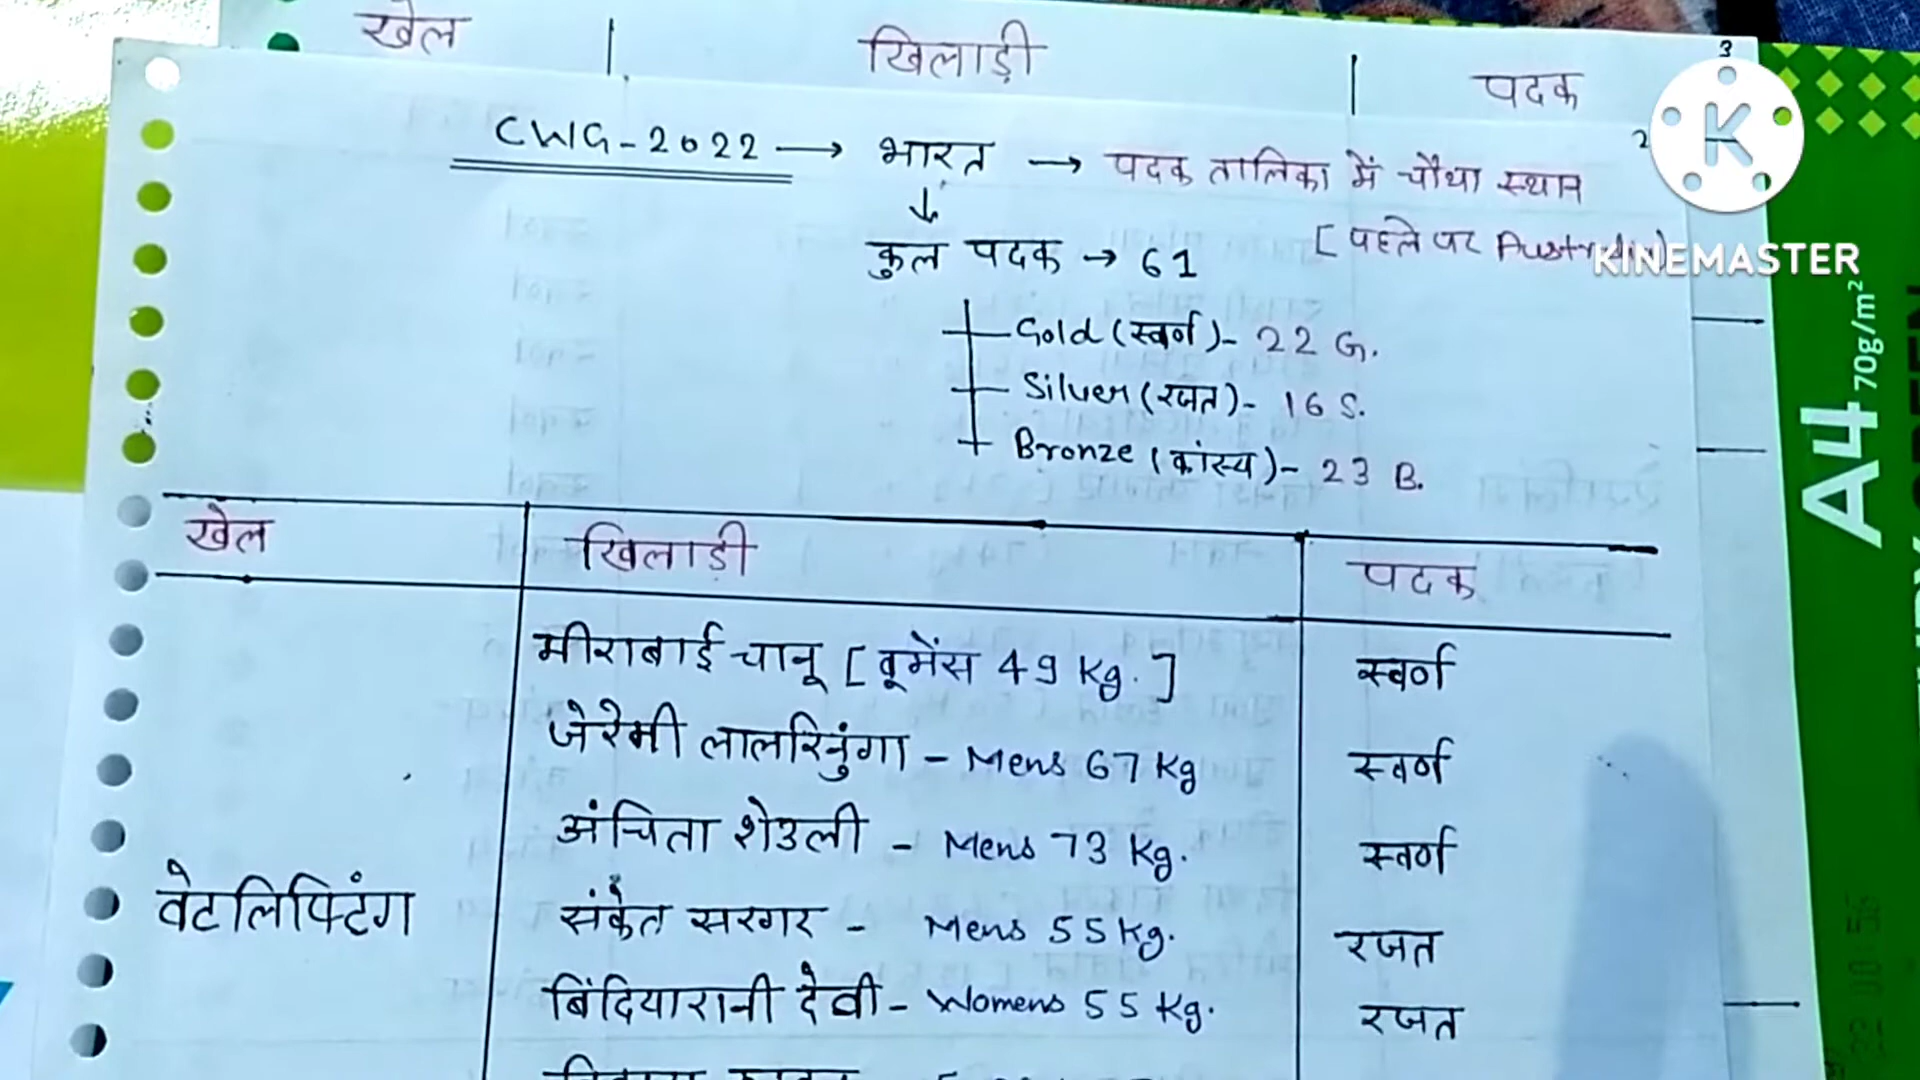 खेल | खिलाड़ी | पदक
3
2
K
KINEMASTER
CWG-2022 → भारत → पदक तालिका में चौथा स्थान
[पहले पर
कुल पदक → 61
Gold (स्वर्ण)- 22 G.
Silver (रजत)- 16 S.
Bronze (कांस्य)- 23 B.
खेल खिलाड़ी पदक
मीराबाई चानू [वूमेंस 49 Kg.] स्वर्ण
जेरेमी लालरिनुंगा - Mens 67 Kg स्वर्ण
अंचिता शेउली - Mens 73 Kg. स्वर्ण
वेटलिफ्टिंग संकेत सरगर - Mens 55 Kg. रजत
बिंदियारानी देवी - Womens 55 Kg. रजत
A4 70g/m²